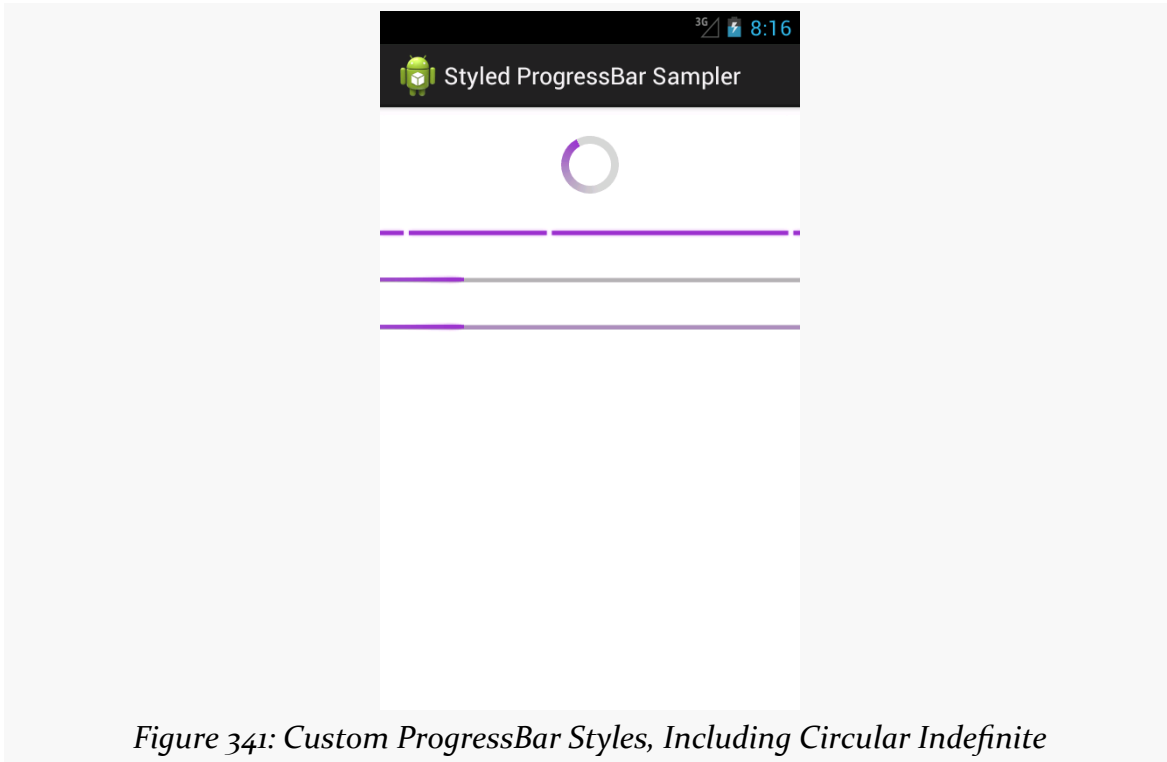 3G 8:16
Styled ProgressBar Sampler
Figure 341: Custom ProgressBar Styles, Including Circular Indefinite